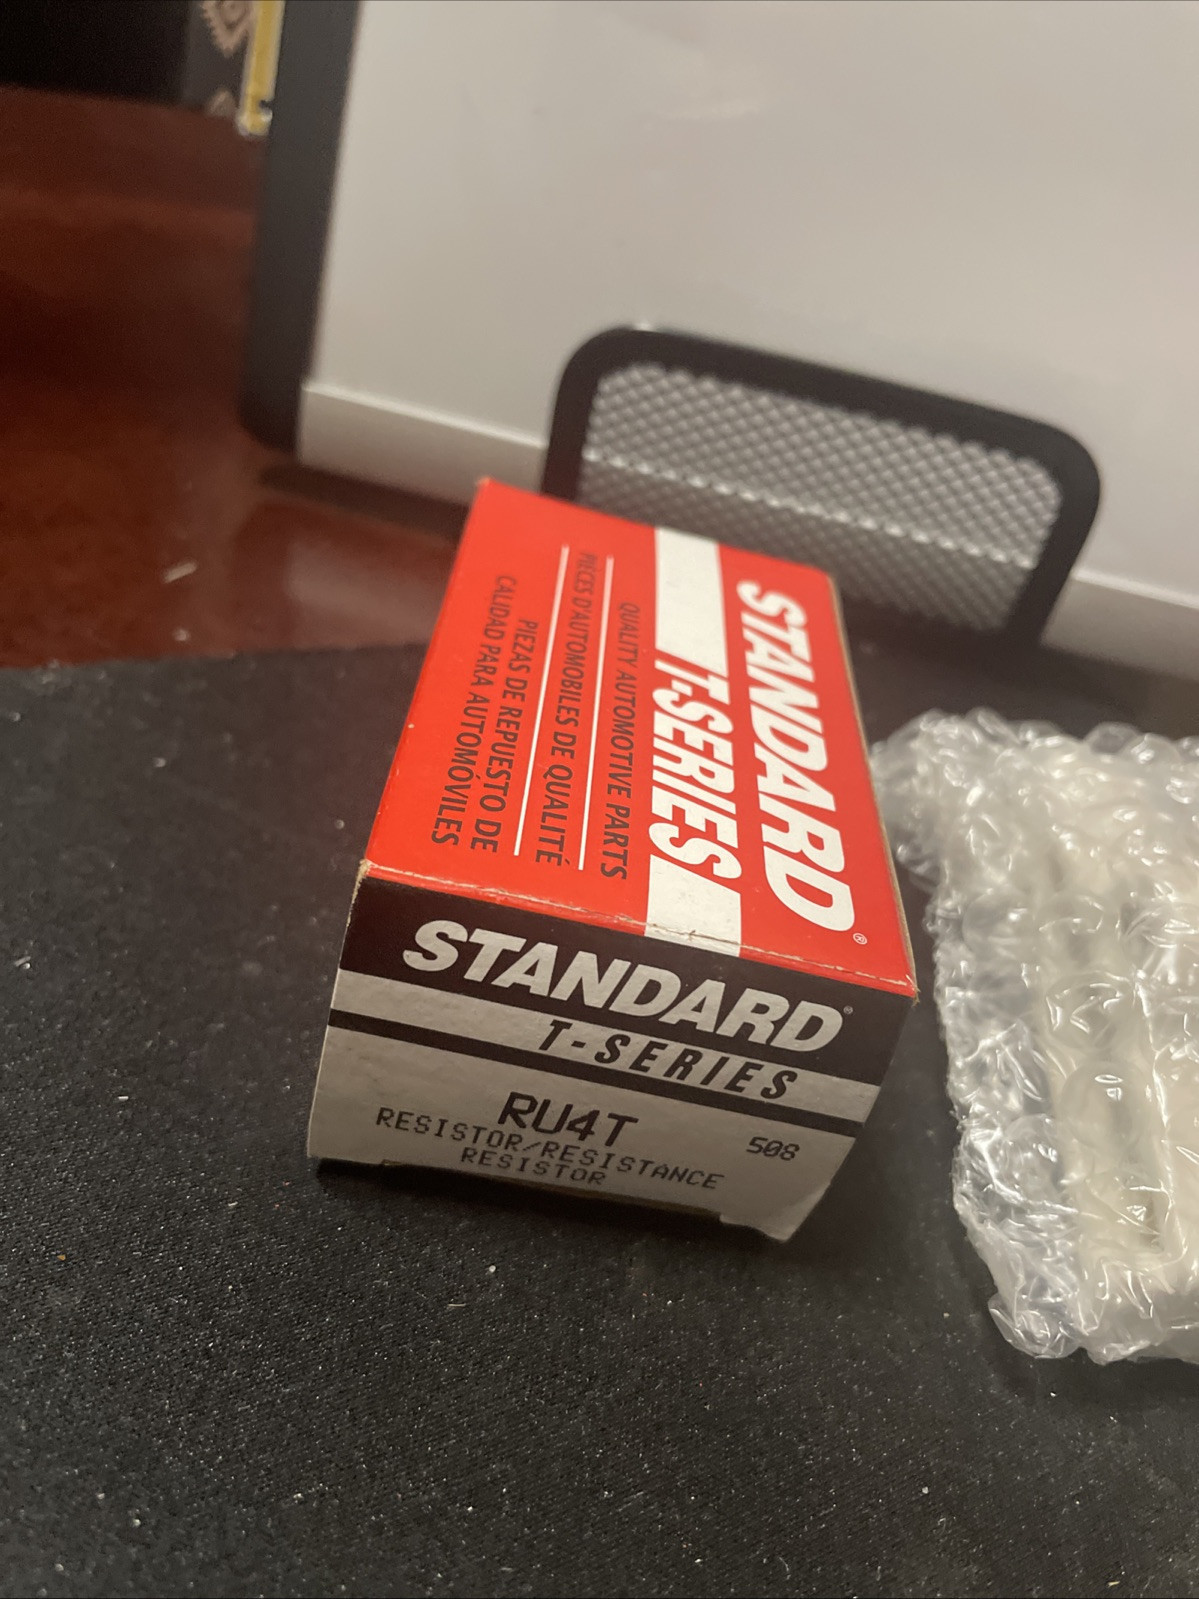 STANDARD®
T-SERIES
QUALITY AUTOMOTIVE PARTS
PIÈCES D'AUTOMOBILES DE QUALITÉ
PIEZAS DE REPUESTO DE
CALIDAD PARA AUTOMÓVILES
STANDARD®
T-SERIES
RU4T
508
RESISTOR/RESISTANCE
RESISTOR